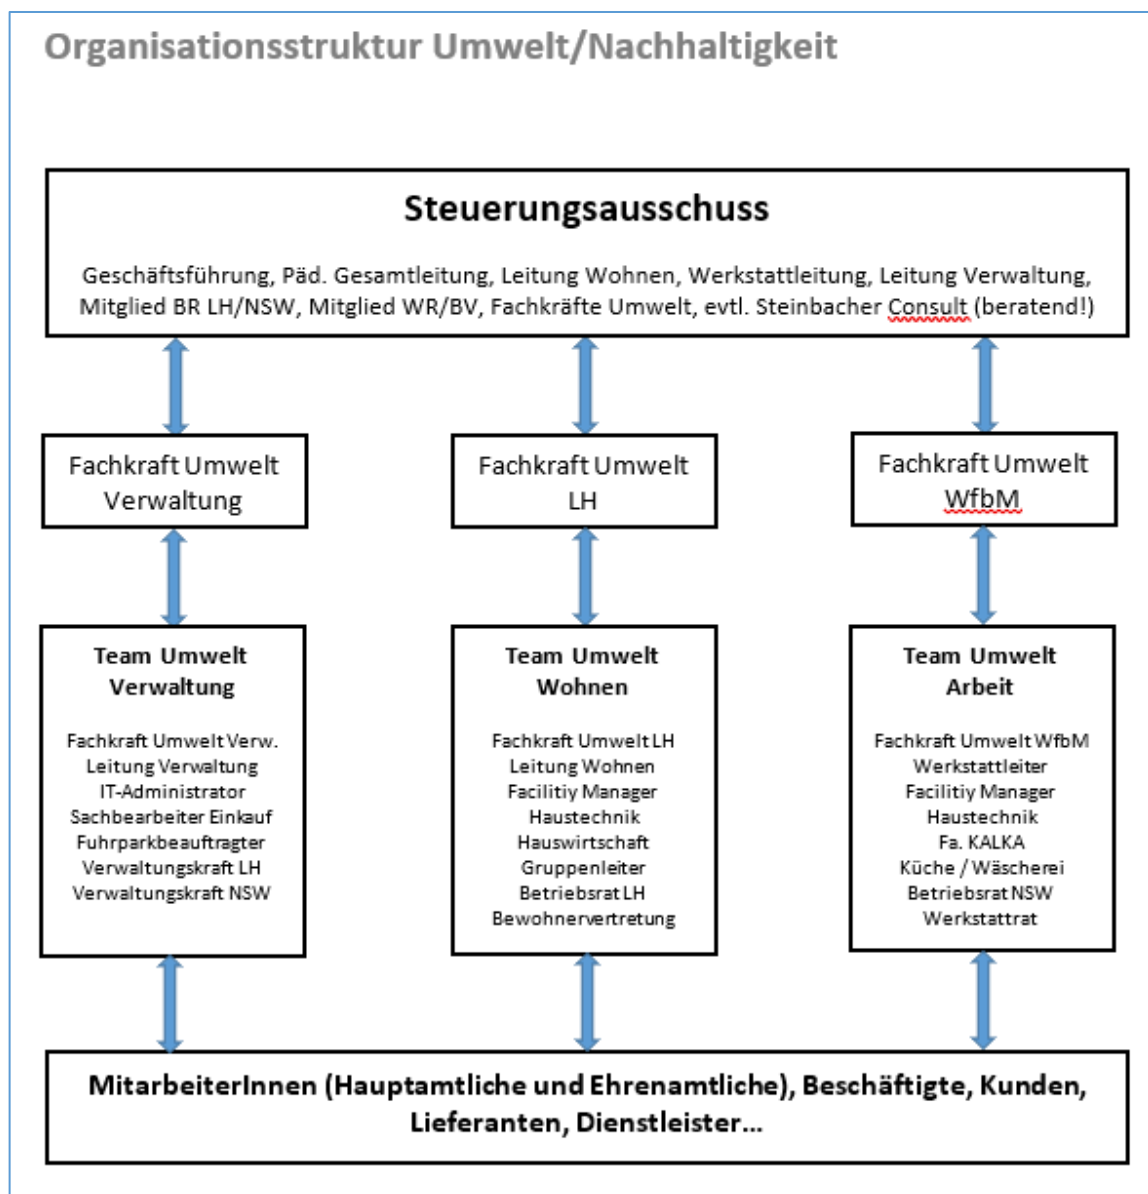 Organisationsstruktur Umwelt/Nachhaltigkeit
Steuerungsausschuss
Geschäftsführung, Päd. Gesamtleitung, Leitung Wohnen, Werkstattleitung, Leitung Verwaltung,
Mitglied BR LH/NSW, Mitglied WR/BV, Fachkräfte Umwelt, evtl. Steinbacher Consult (beratend!)
Fachkraft Umwelt
Verwaltung
Fachkraft Umwelt
LH
Fachkraft Umwelt
WfbM
Team Umwelt
Verwaltung
Fachkraft Umwelt Verw.
Leitung Verwaltung
IT-Administrator
Sachbearbeiter Einkauf
Fuhrparkbeauftragter
Verwaltungskraft LH
Verwaltungskraft NSW
Team Umwelt
Wohnen
Fachkraft Umwelt LH
Leitung Wohnen
Facilitiy Manager
Haustechnik
Hauswirtschaft
Gruppenleiter
Betriebsrat LH
Bewohnervertretung
Team Umwelt
Arbeit
Fachkraft Umwelt WfbM
Werkstattleiter
Facilitiy Manager
Haustechnik
Fa. KALKA
Küche / Wäscherei
Betriebsrat NSW
Werkstattrat
MitarbeiterInnen (Hauptamtliche und Ehrenamtliche), Beschäftigte, Kunden,
Lieferanten, Dienstleister...